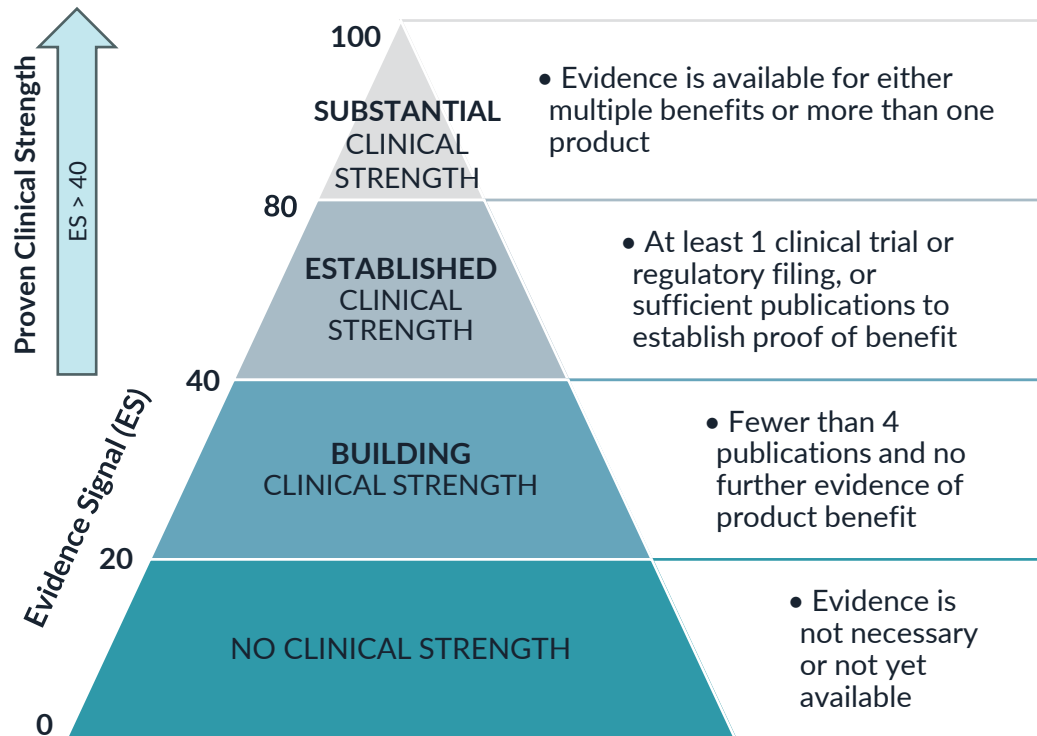 Proven Clinical Strength
ES > 40
Evidence Signal (ES)
100
SUBSTANTIAL
CLINICAL
STRENGTH
• Evidence is available for either
multiple benefits or more than one
product
80
ESTABLISHED
CLINICAL
STRENGTH
• At least 1 clinical trial or
regulatory filing, or
sufficient publications to
establish proof of benefit
40
BUILDING
CLINICAL STRENGTH
• Fewer than 4
publications and no
further evidence of
product benefit
20
NO CLINICAL STRENGTH
• Evidence is
not necessary
or not yet
available
0